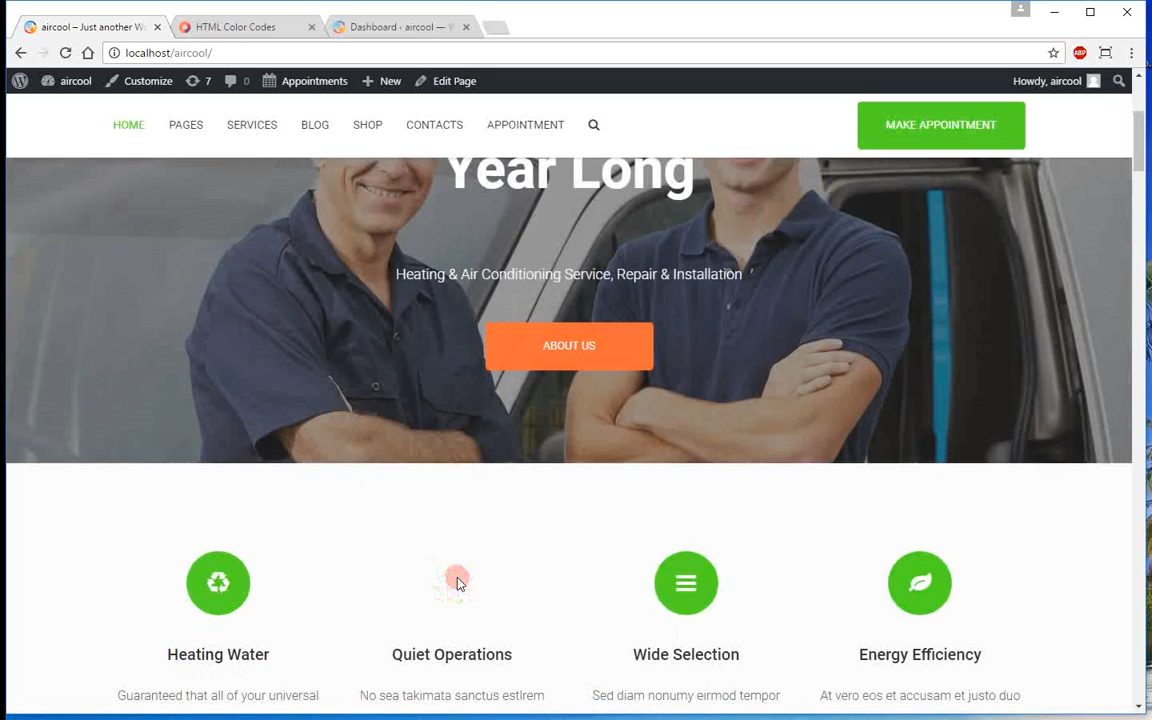 aircool – Just another Wo
HTML Color Codes
Dashboard ‹ aircool — W
localhost/aircool/
ABP
aircool
Customize
7
0
Appointments
New
Edit Page
Howdy, aircool
HOME
PAGES
SERVICES
BLOG
SHOP
CONTACTS
APPOINTMENT
MAKE APPOINTMENT
Year Long
Heating & Air Conditioning Service, Repair & Installation
ABOUT US
Heating Water
Quiet Operations
Wide Selection
Energy Efficiency
Guaranteed that all of your universal
No sea takimata sanctus estlrem
Sed diam nonumy eirmod tempor
At vero eos et accusam et justo duo